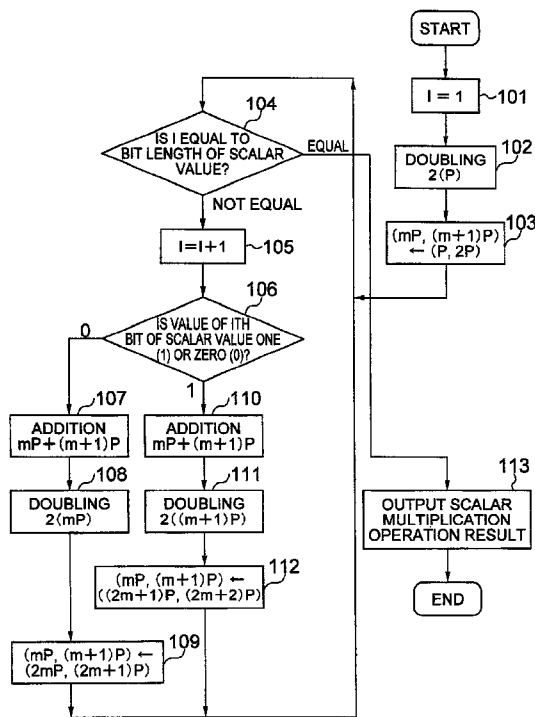 START
I = 1
101
DOUBLING
2(P)
102
(mP, (m+1)P)
← (P, 2P)
103
104
IS I EQUAL TO
BIT LENGTH OF SCALAR
VALUE?
EQUAL
NOT EQUAL
I=I+1
105
106
IS VALUE OF ITH
BIT OF SCALAR VALUE ONE
(1) OR ZERO (0)?
0
1
107
ADDITION
mP+(m+1)P
108
DOUBLING
2(mP)
110
ADDITION
mP+(m+1)P
111
DOUBLING
2((m+1)P)
112
(mP, (m+1)P) ←
((2m+1)P, (2m+2)P)
109
(mP, (m+1)P) ←
(2mP, (2m+1)P)
113
OUTPUT SCALAR
MULTIPLICATION
OPERATION RESULT
END